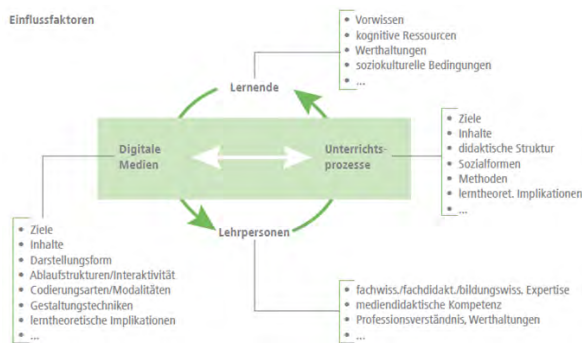 Einflussfaktoren
• Vorwissen
• kognitive Ressourcen
• Werthaltungen
• soziokulturelle Bedingungen
• ...
Lernende
Digitale
Medien
Unterrichts-
prozesse
• Ziele
• Inhalte
• didaktische Struktur
• Sozialformen
• Methoden
• lerntheoret. Implikationen
• ...
Lehrpersonen
• Ziele
• Inhalte
• Darstellungsform
• Ablaufstrukturen/Interaktivität
• Codierungsarten/Modalitäten
• Gestaltungstechniken
• lerntheoretische Implikationen
• ...
• fachwiss./fachdidakt./bildungswiss. Expertise
• mediendidaktische Kompetenz
• Professionsverständnis, Werthaltungen
• ...